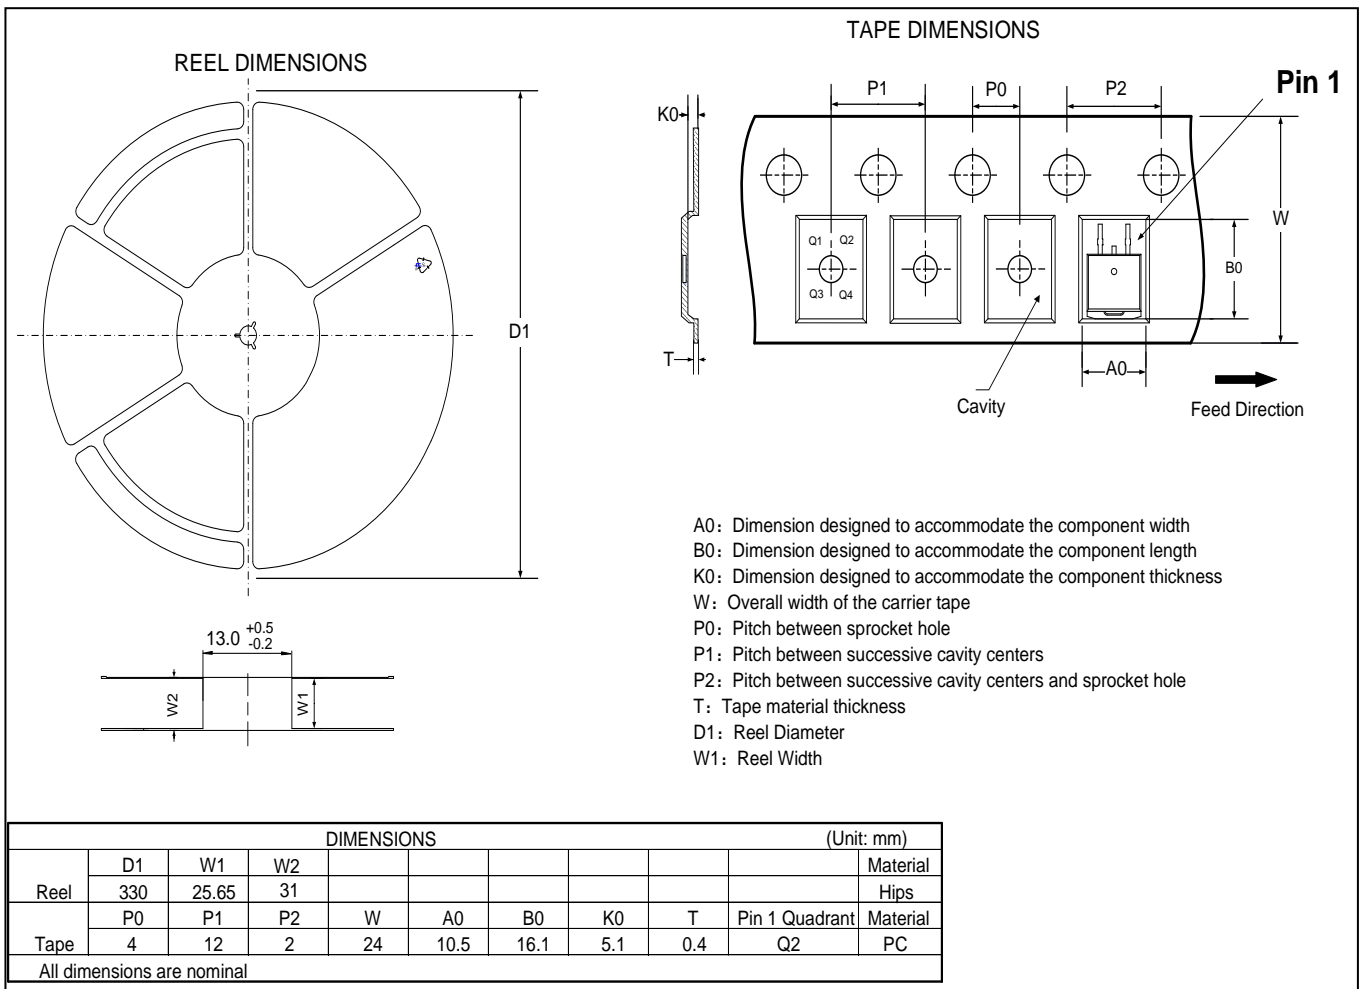 TAPE DIMENSIONS
REEL DIMENSIONS
Pin 1
P1
P0
P2
K0
W
Q1 Q2
Q3 Q4
B0
D1
T
A0
Cavity
Feed Direction
A0：Dimension designed to accommodate the component width
B0：Dimension designed to accommodate the component length
K0：Dimension designed to accommodate the component thickness
W：Overall width of the carrier tape
P0：Pitch between sprocket hole
P1：Pitch between successive cavity centers
P2：Pitch between successive cavity centers and sprocket hole
T：Tape material thickness
D1：Reel Diameter
W1：Reel Width
13.0 +0.5 -0.2
W2
W1
DIMENSIONS (Unit: mm)
D1 W1 W2 Material
Reel 330 25.65 31 Hips
P0 P1 P2 W A0 B0 K0 T Pin 1 Quadrant Material
Tape 4 12 2 24 10.5 16.1 5.1 0.4 Q2 PC
All dimensions are nominal